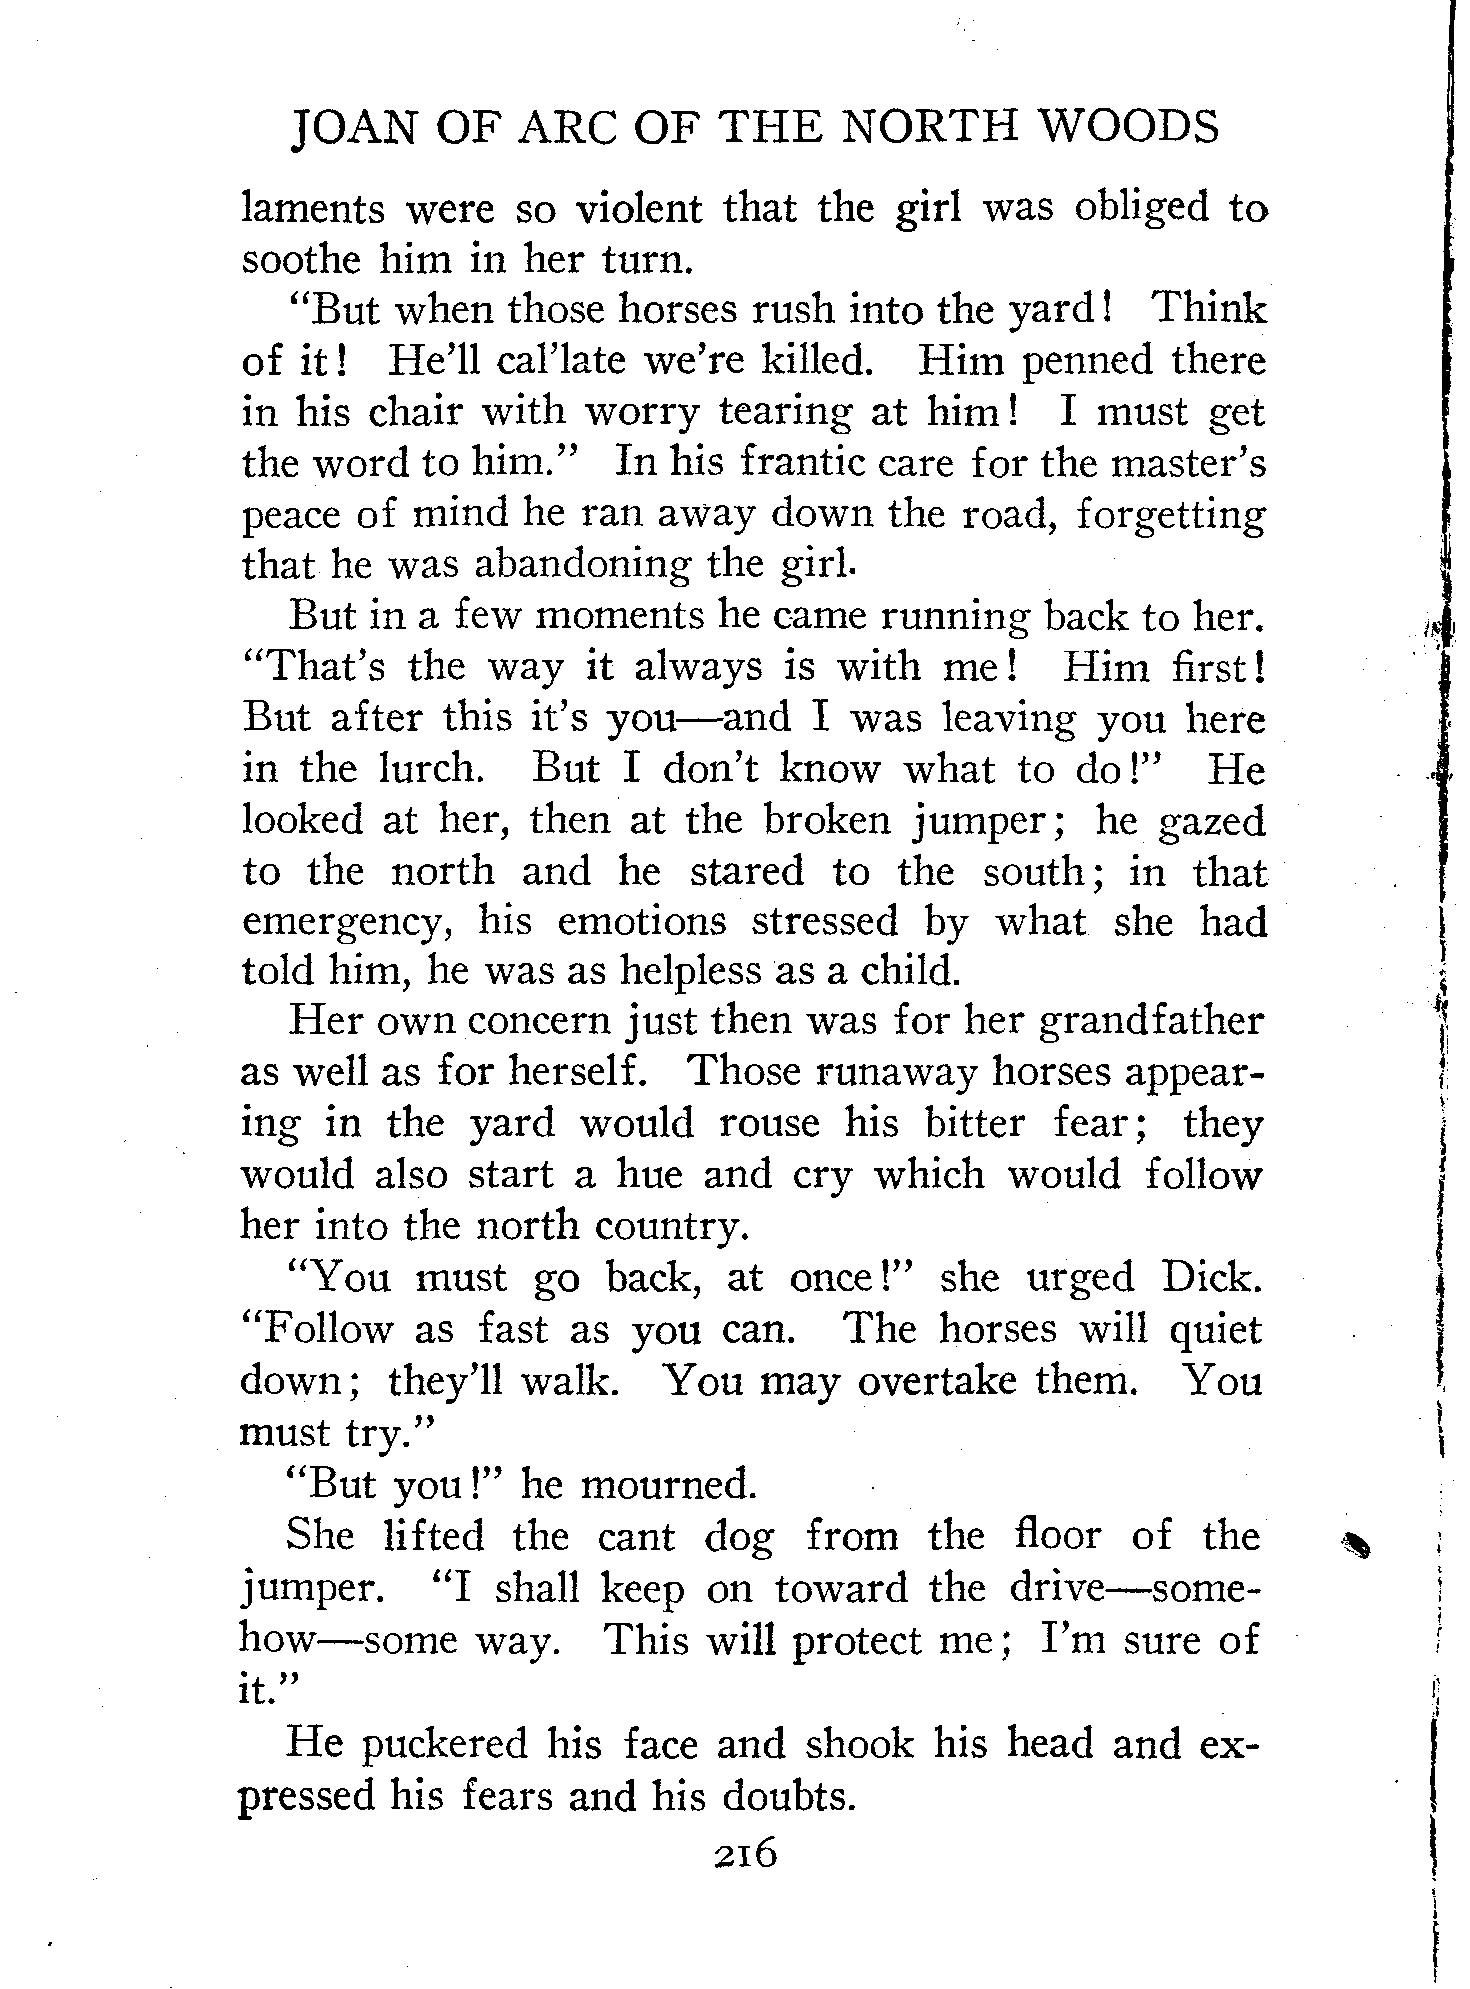 JOAN OF ARC OF THE NORTH WOODS
laments were so violent that the girl was obliged to
soothe him in her turn.
"But when those horses rush into the yard! Think
of it! He'll cal'late we're killed. Him penned there
in his chair with worry tearing at him! I must get
the word to him." In his frantic care for the master's
peace of mind he ran away down the road, forgetting
that he was abandoning the girl.
But in a few moments he came running back to her.
"That's the way it always is with me! Him first!
But after this it's you—and I was leaving you here
in the lurch. But I don't know what to do!" He
looked at her, then at the broken jumper; he gazed
to the north and he stared to the south; in that
emergency, his emotions stressed by what she had
told him, he was as helpless as a child.
Her own concern just then was for her grandfather
as well as for herself. Those runaway horses appear-
ing in the yard would rouse his bitter fear; they
would also start a hue and cry which would follow
her into the north country.
"You must go back, at once!" she urged Dick.
"Follow as fast as you can. The horses will quiet
down; they'll walk. You may overtake them. You
must try."
"But you!" he mourned.
She lifted the cant dog from the floor of the
jumper. "I shall keep on toward the drive—some-
how—some way. This will protect me; I'm sure of
it."
He puckered his face and shook his head and ex-
pressed his fears and his doubts.
216